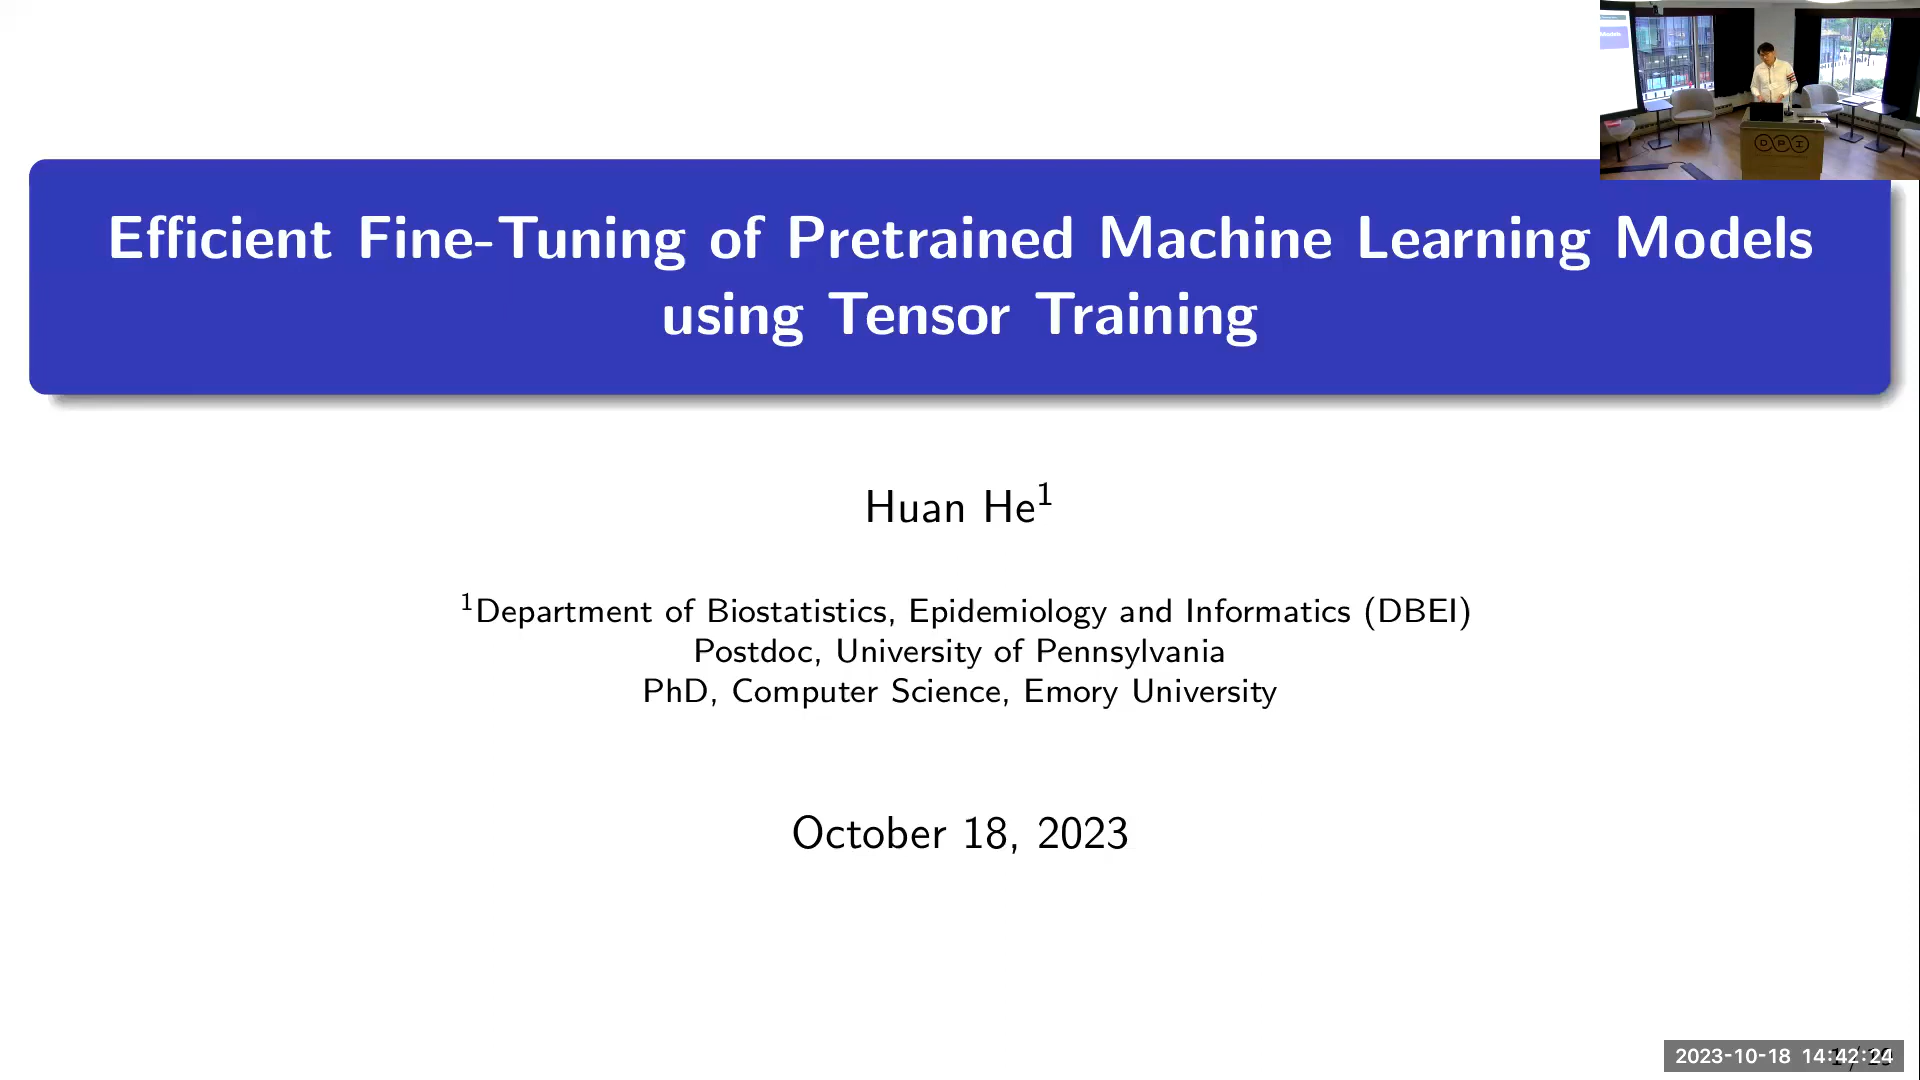 Efficient Fine-Tuning of Pretrained Machine Learning Models
using Tensor Training
Huan He¹
¹Department of Biostatistics, Epidemiology and Informatics (DBEI)
Postdoc, University of Pennsylvania
PhD, Computer Science, Emory University
October 18, 2023
DPI
2023-10-18 14:42:24